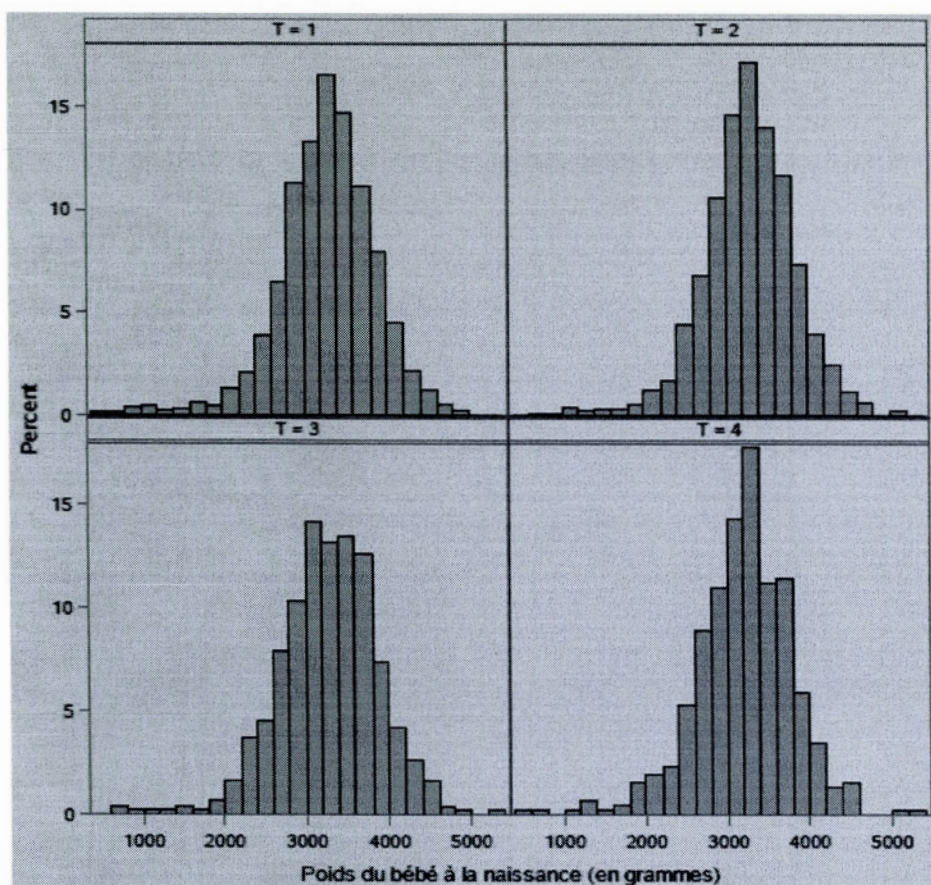 T = 1
T = 2
15
10
5
0
Percent
T = 3
T = 4
15
10
5
0
1000 2000 3000 4000 5000
1000 2000 3000 4000 5000
Poids du bébé à la naissance (en grammes)